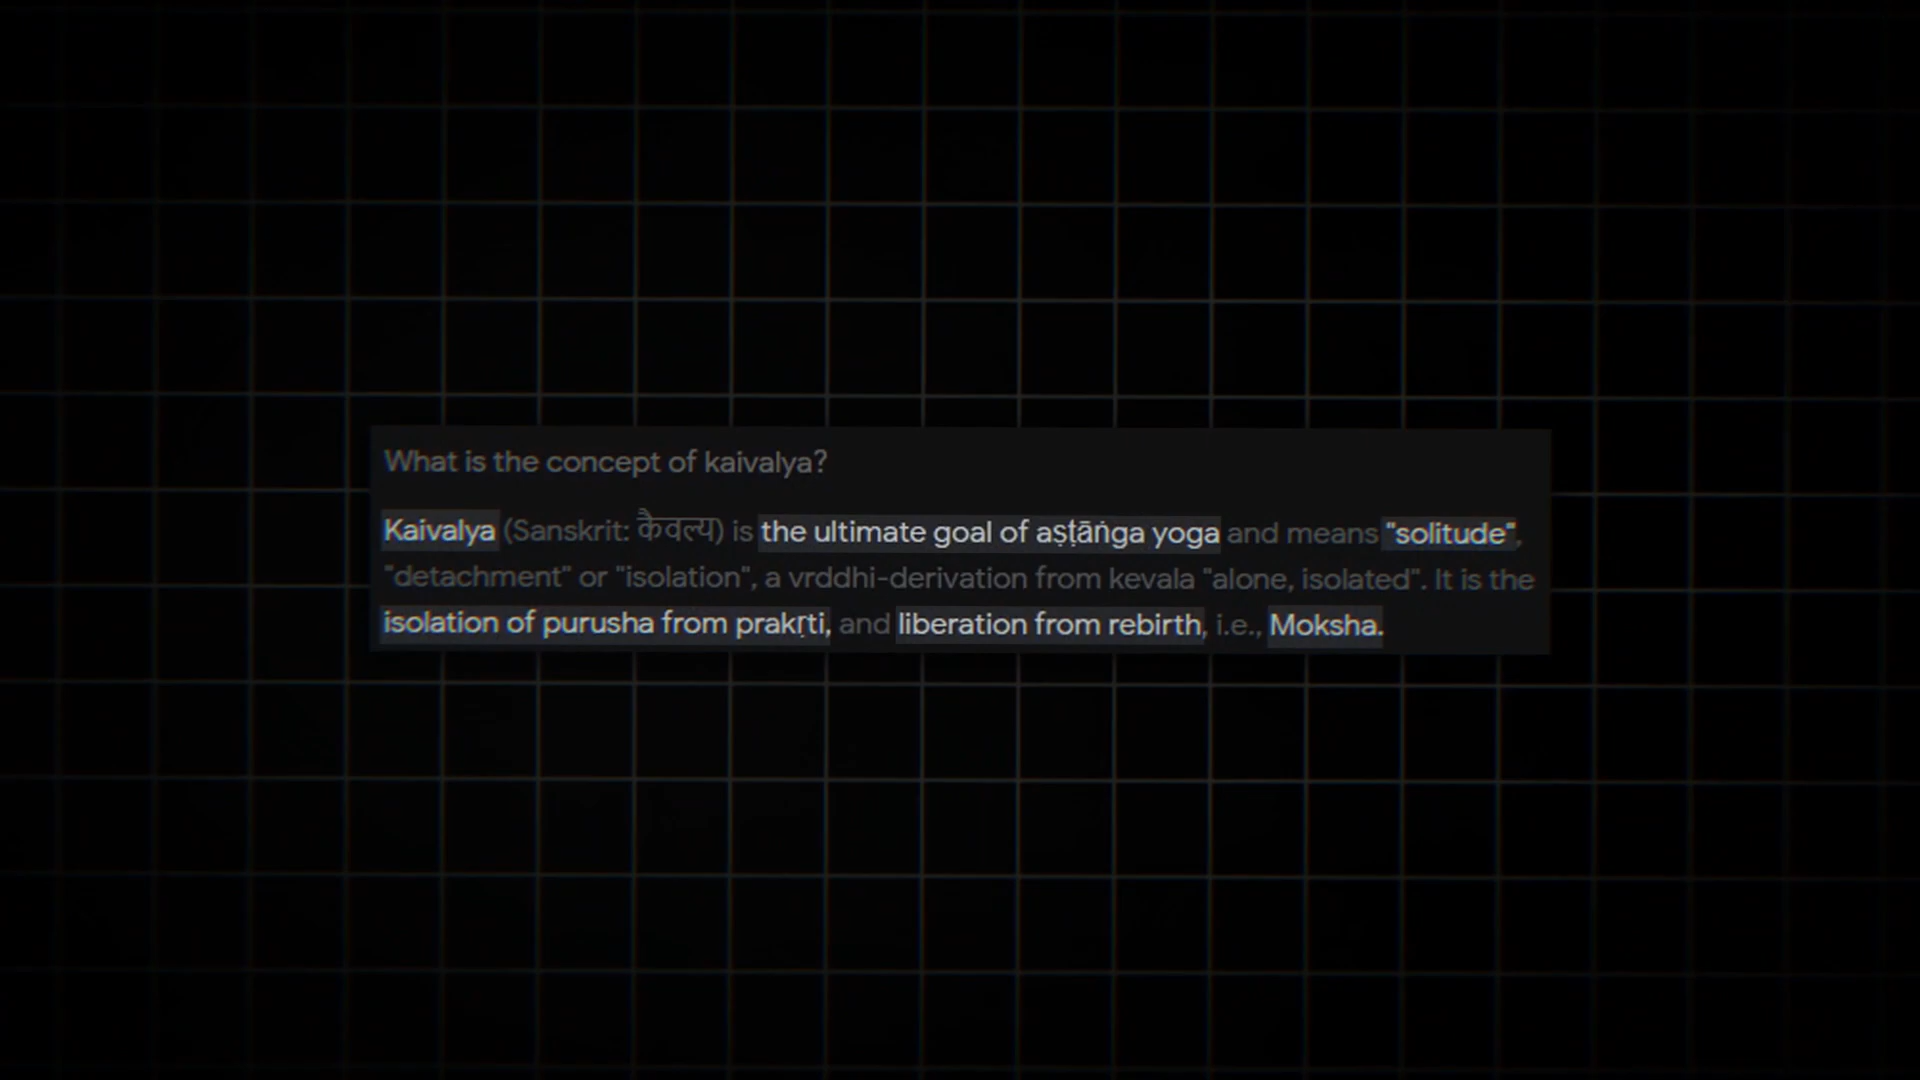 What is the concept of kaivalya?
Kaivalya (Sanskrit: कैवल्य) is the ultimate goal of aṣṭāṅga yoga and means "solitude",
"detachment" or "isolation", a vrddhi-derivation from kevala "alone, isolated". It is the
isolation of purusha from prakṛti, and liberation from rebirth, i.e., Moksha.